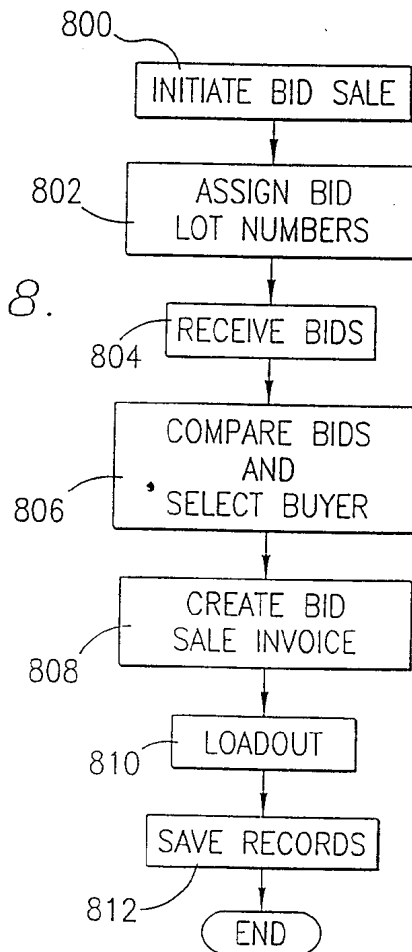 800
INITIATE BID SALE
802
ASSIGN BID
LOT NUMBERS
8.
804
RECEIVE BIDS
COMPARE BIDS
AND
SELECT BUYER
806
CREATE BID
SALE INVOICE
808
LOADOUT
810
SAVE RECORDS
812
END